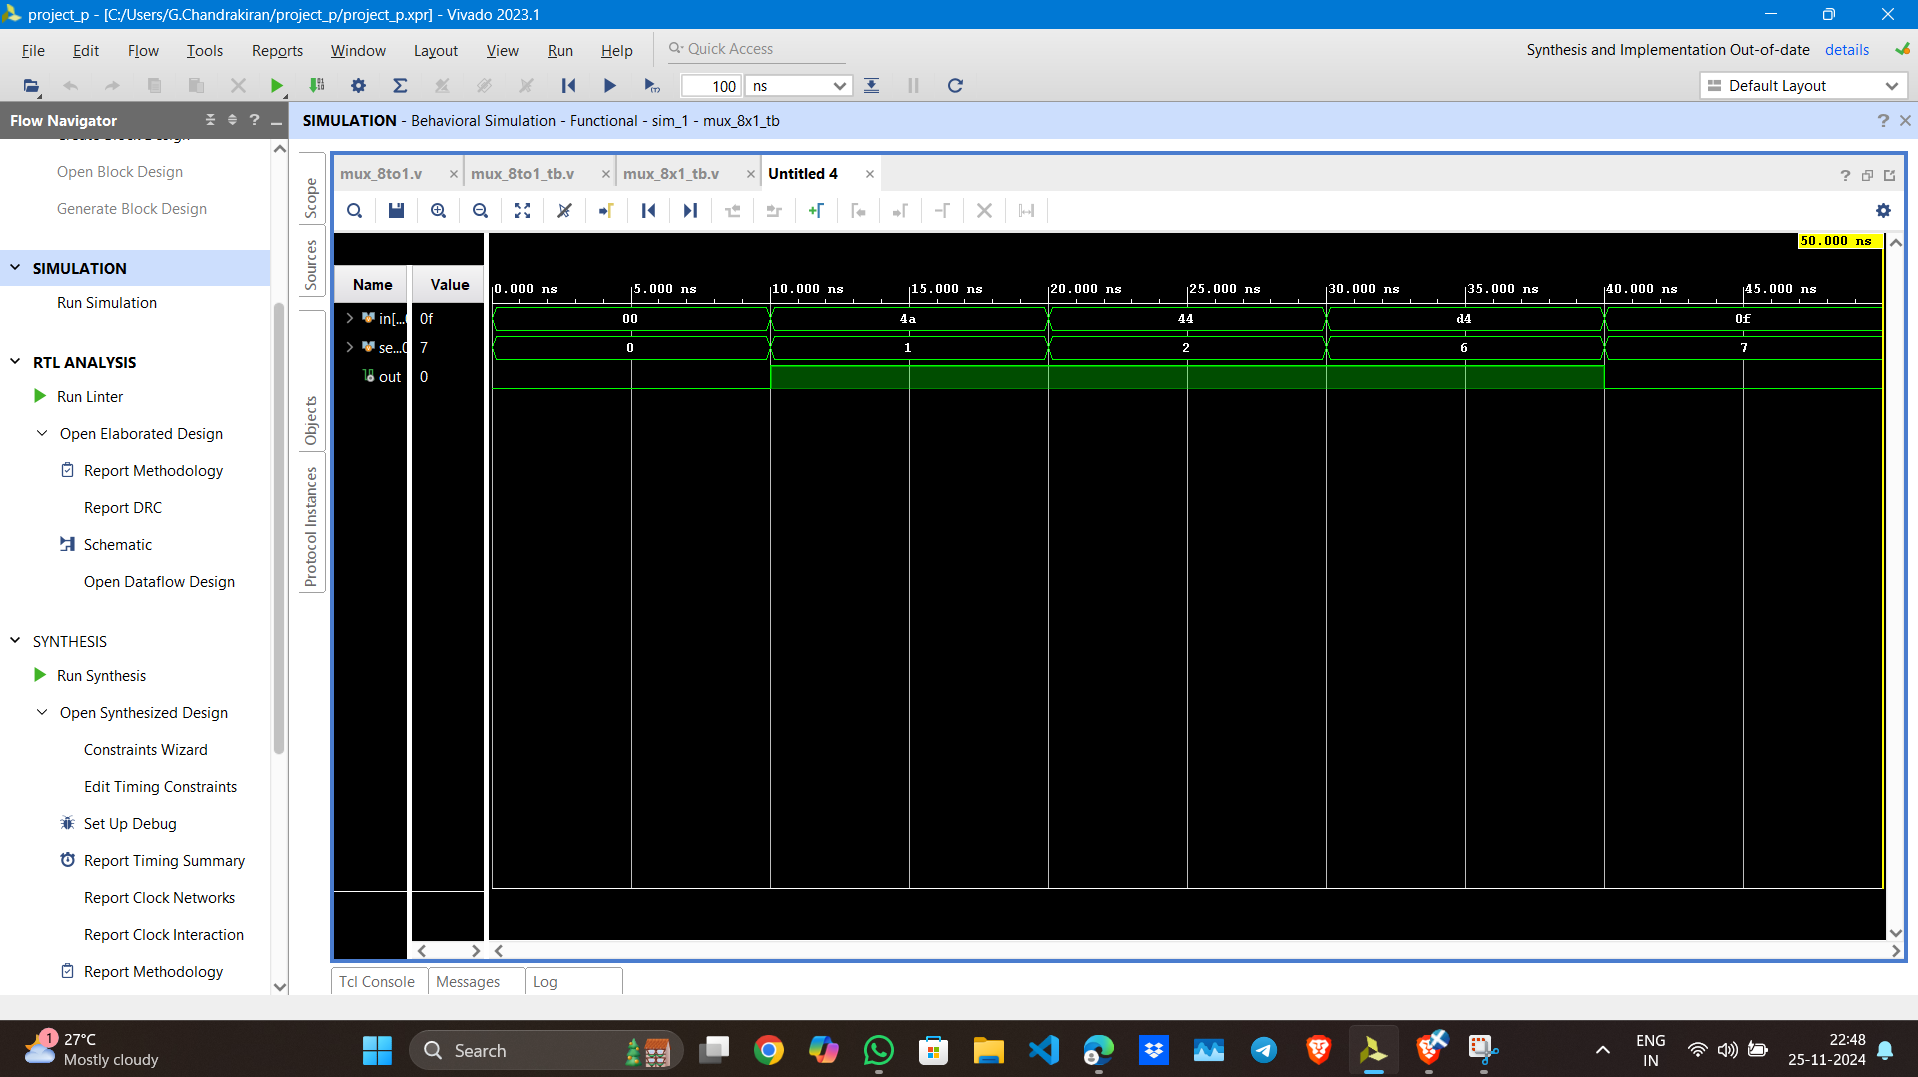 project_p - [C:/Users/G.Chandrakiran/project_p/project_p.xpr] - Vivado 2023.1
File Edit Flow Tools Reports Window Layout View Run Help Quick Access
Synthesis and Implementation Out-of-date details
100 ns
Default Layout
Flow Navigator
SIMULATION - Behavioral Simulation - Functional - sim_1 - mux_8x1_tb
Open Block Design
Generate Block Design
SIMULATION
Run Simulation
RTL ANALYSIS
Run Linter
Open Elaborated Design
Report Methodology
Report DRC
Schematic
Open Dataflow Design
SYNTHESIS
Run Synthesis
Open Synthesized Design
Constraints Wizard
Edit Timing Constraints
Set Up Debug
Report Timing Summary
Report Clock Networks
Report Clock Interaction
Report Methodology
Scope
Sources
Objects
Protocol Instances
mux_8to1.v mux_8to1_tb.v mux_8x1_tb.v Untitled 4
50.000 ns
Name Value
0.000 ns 5.000 ns 10.000 ns 15.000 ns 20.000 ns 25.000 ns 30.000 ns 35.000 ns 40.000 ns 45.000 ns
in[... 0f 00 4a 44 d4 0f
se... 7 0 1 2 6 7
out 0
Tcl Console Messages Log
1
27°C
Mostly cloudy
Search
ENG
IN
22:48
25-11-2024